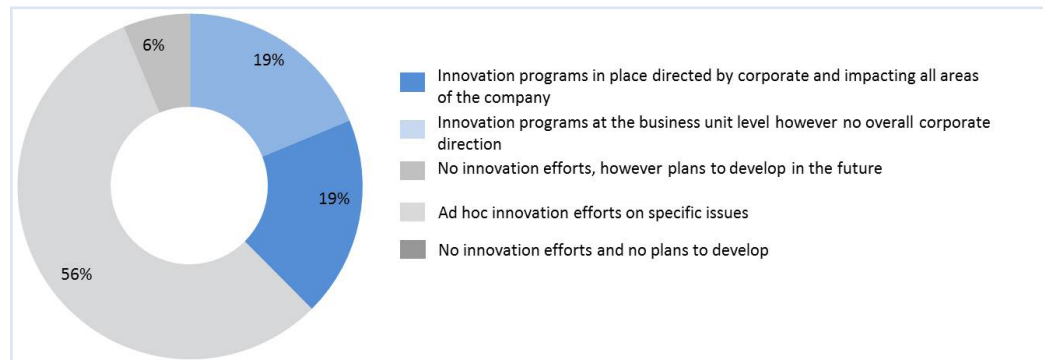 6%
19%
19%
56%
Innovation programs in place directed by corporate and impacting all areas
of the company
Innovation programs at the business unit level however no overall corporate
direction
No innovation efforts, however plans to develop in the future
Ad hoc innovation efforts on specific issues
No innovation efforts and no plans to develop